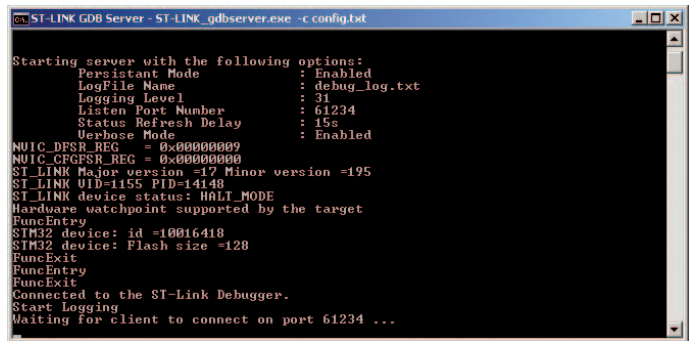 ST-LINK GDB Server - ST-LINK_gdbserver.exe -c config.txt
Starting server with the following options:
Persistant Mode : Enabled
LogFile Name : debug_log.txt
Logging Level : 31
Listen Port Number : 61234
Status Refresh Delay : 15s
Verbose Mode : Enabled
NVIC_DFSR_REG = 0x00000009
NVIC_CFGFSR_REG = 0x00000000
ST_LINK Major version =17 Minor version =195
ST_LINK VID=1155 PID=14148
ST_LINK device status: HALT_MODE
Hardware watchpoint supported by the target
FuncEntry
STM32 device: id =10016418
STM32 device: Flash size =128
FuncExit
FuncEntry
FuncExit
Connected to the ST-Link Debugger.
Start Logging
Waiting for client to connect on port 61234 ...